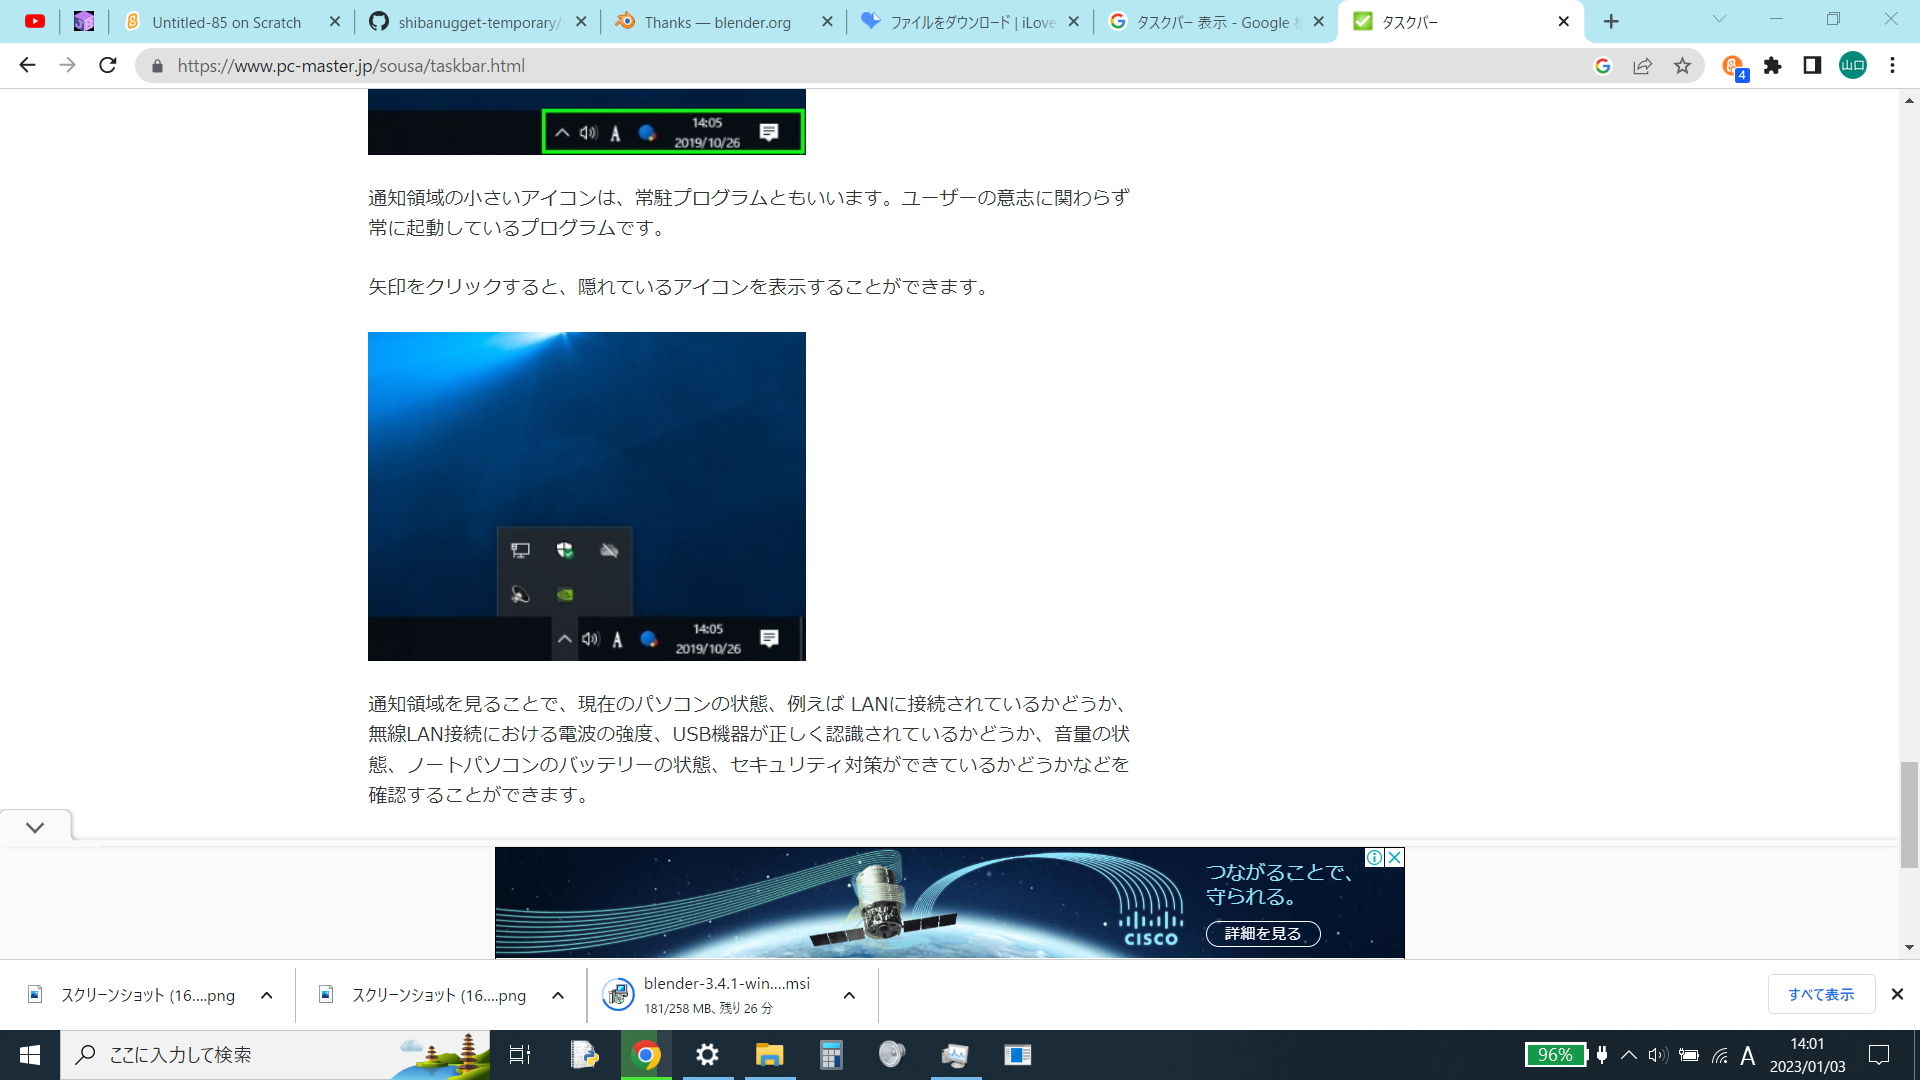 Untitled-85 on Scratch
shibanugget-temporary/
Thanks — blender.org
ファイルをダウンロード | iLove
タスクバー 表示 - Google
タスクバー
https://www.pc-master.jp/sousa/taskbar.html
4
山口
A
14:05
2019/10/26
通知領域の小さいアイコンは、常駐プログラムともいいます。ユーザーの意志に関わらず
常に起動しているプログラムです。
矢印をクリックすると、隠れているアイコンを表示することができます。
A
14:05
2019/10/26
通知領域を見ることで、現在のパソコンの状態、例えば LANに接続されているかどうか、
無線LAN接続における電波の強度、USB機器が正しく認識されているかどうか、音量の状
態、ノートパソコンのバッテリーの状態、セキュリティ対策ができているかどうかなどを
確認することができます。
つながることで、
守られる。
CISCO
詳細を見る
スクリーンショット (16....png
スクリーンショット (16....png
blender-3.4.1-win....msi
181/258 MB、残り 26 分
すべて表示
ここに入力して検索
96%
A
14:01
2023/01/03